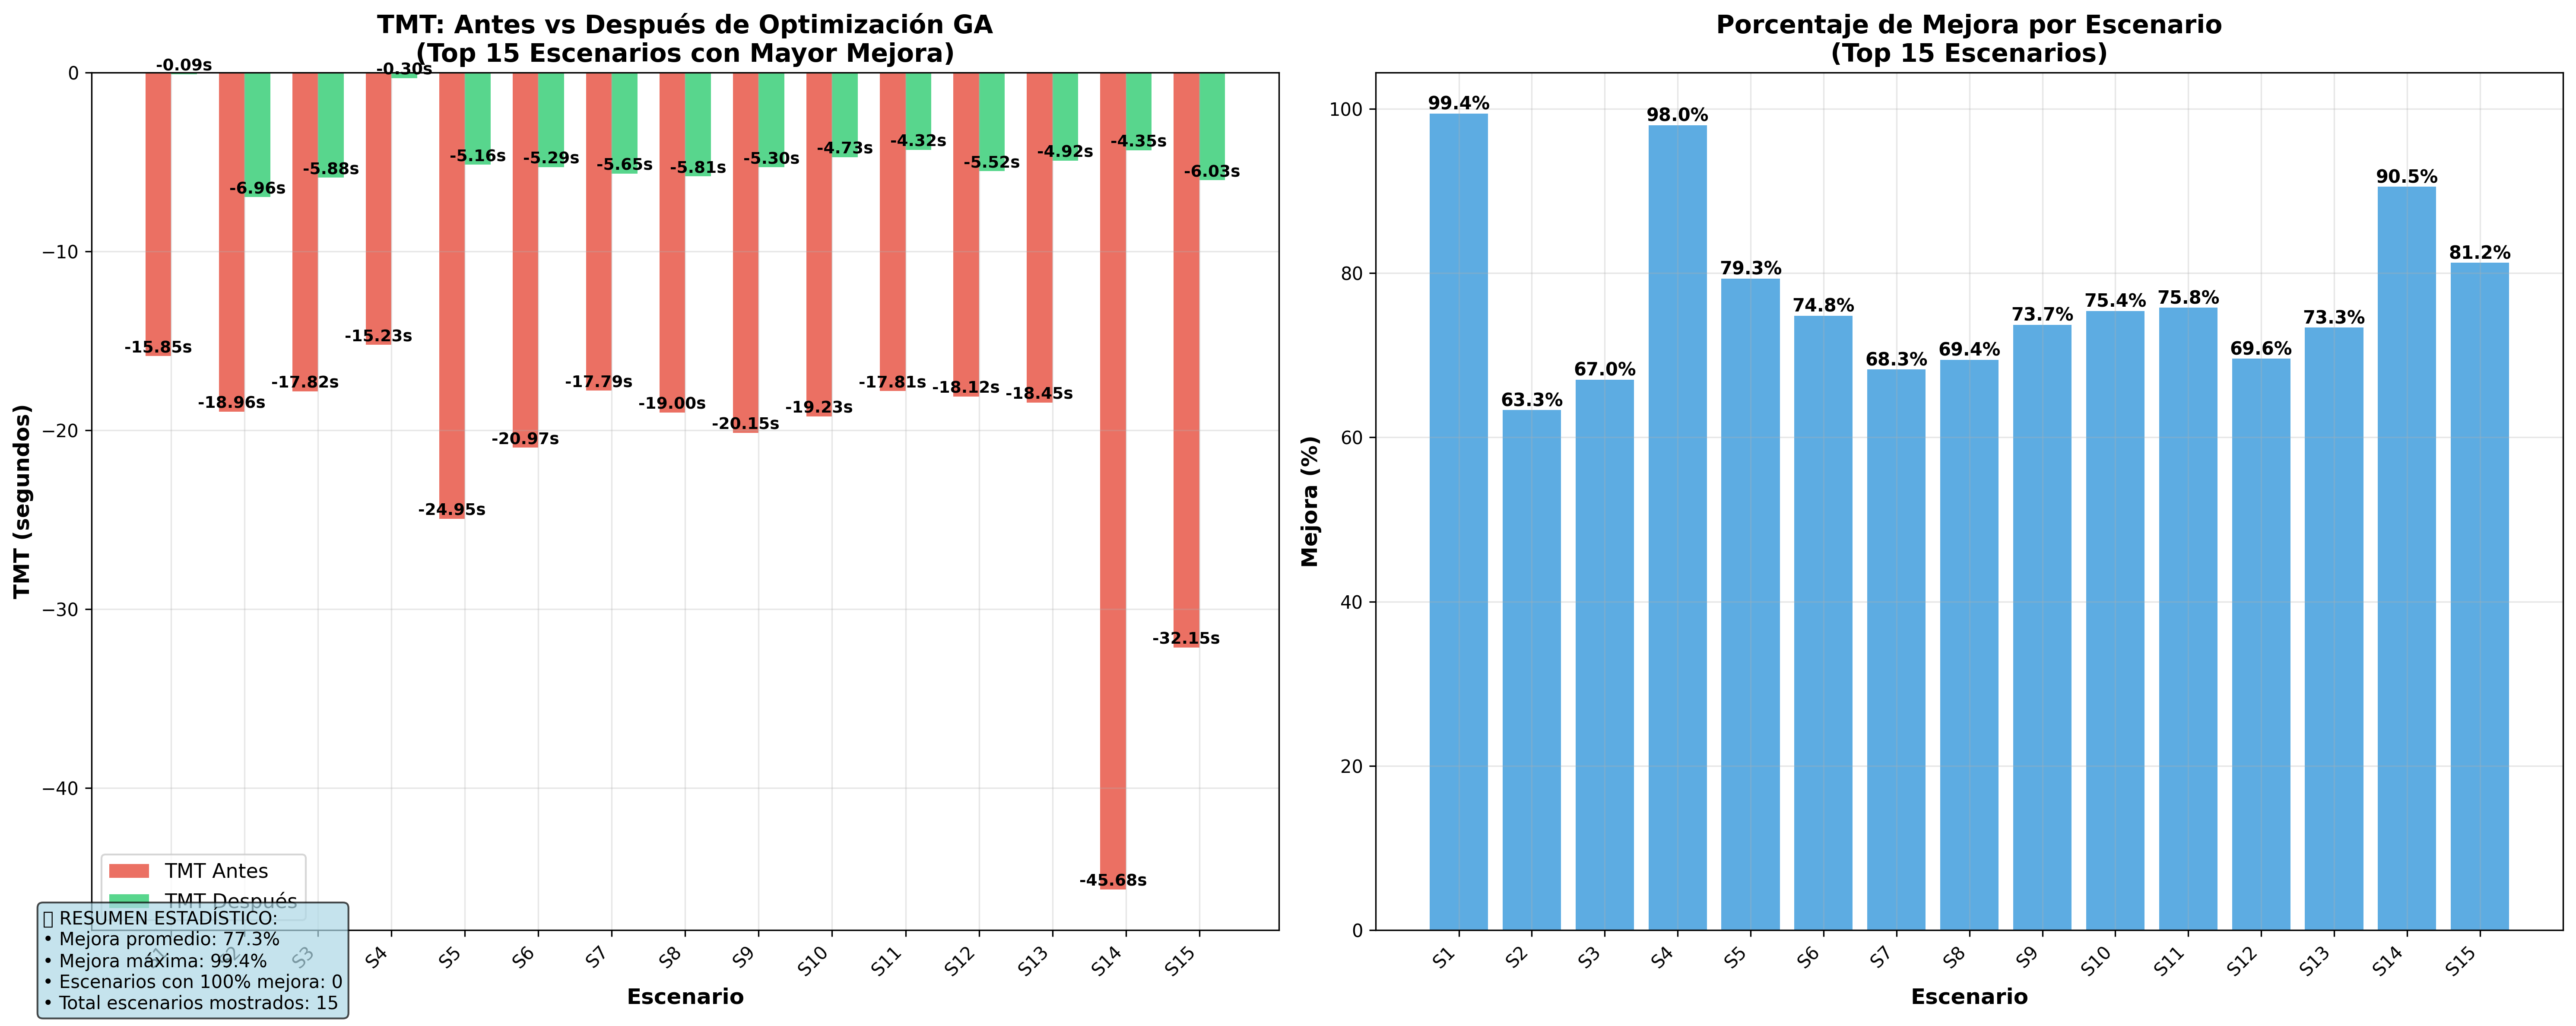 TMT: Antes vs Después de Optimización GA
(Top 15 Escenarios con Mayor Mejora)
TMT (segundos)
0
−10
−20
−30
−40
-0.09s
-0.30s
-6.96s
-5.88s
-5.16s
-5.29s
-5.65s
-5.81s
-5.30s
-4.73s
-4.32s
-5.52s
-4.92s
-4.35s
-6.03s
-15.85s
-18.96s
-17.82s
-15.23s
-24.95s
-20.97s
-17.79s
-19.00s
-20.15s
-19.23s
-17.81s
-18.12s
-18.45s
-45.68s
-32.15s
TMT Antes
TMT Después
RESUMEN ESTADÍSTICO:
• Mejora promedio: 77.3%
• Mejora máxima: 99.4%
• Escenarios con 100% mejora: 0
• Total escenarios mostrados: 15
S1
S2
S3
S4
S5
S6
S7
S8
S9
S10
S11
S12
S13
S14
S15
Escenario
Porcentaje de Mejora por Escenario
(Top 15 Escenarios)
Mejora (%)
100
80
60
40
20
0
99.4%
63.3%
67.0%
98.0%
79.3%
74.8%
68.3%
69.4%
73.7%
75.4%
75.8%
69.6%
73.3%
90.5%
81.2%
S1
S2
S3
S4
S5
S6
S7
S8
S9
S10
S11
S12
S13
S14
S15
Escenario